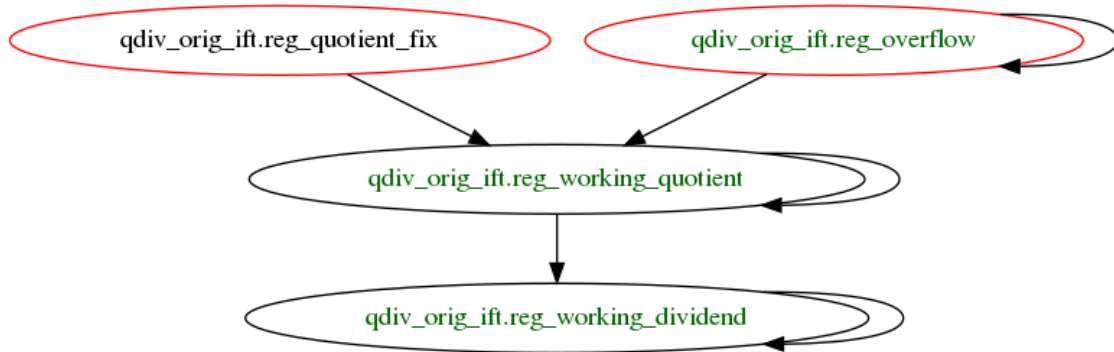 qdiv_orig_ift.reg_quotient_fix
qdiv_orig_ift.reg_overflow
qdiv_orig_ift.reg_working_quotient
qdiv_orig_ift.reg_working_dividend